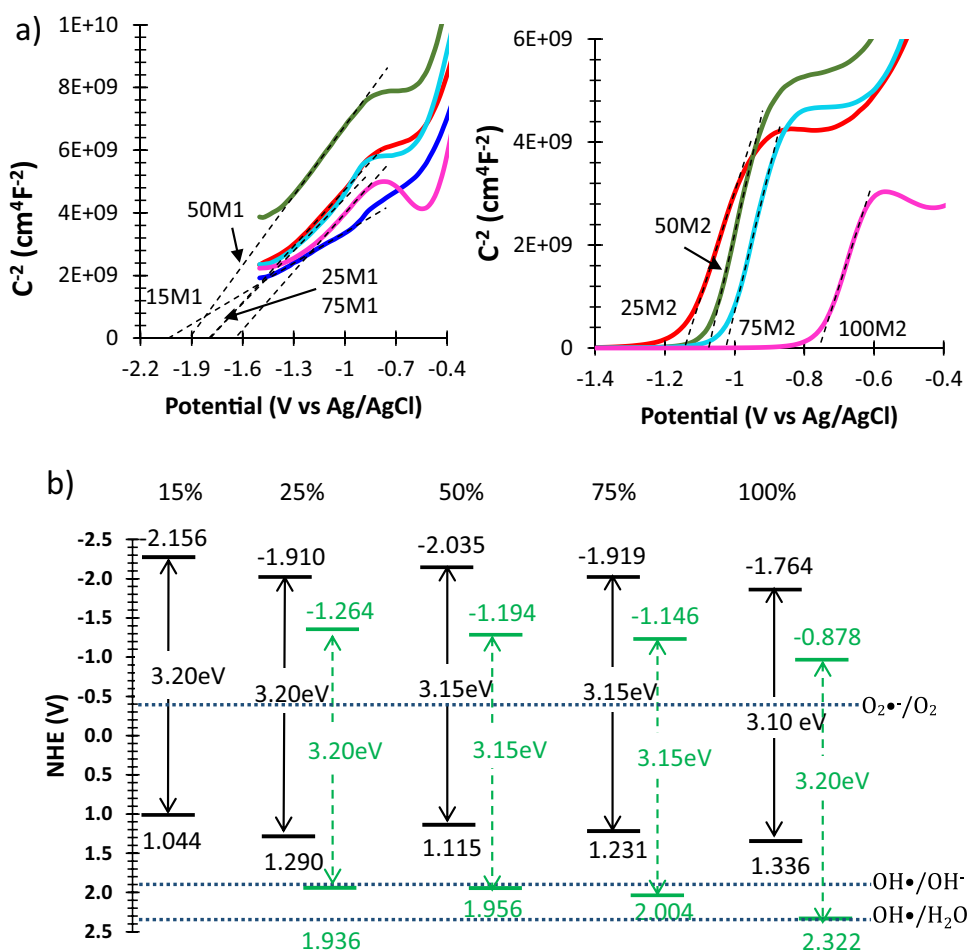 a)
1E+10
8E+09
6E+09
4E+09
2E+09
0
C⁻² (cm⁴F⁻²)
50M1
15M1
25M1
75M1
-2.2 -1.9 -1.6 -1.3 -1 -0.7 -0.4
Potential (V vs Ag/AgCl)
6E+09
4E+09
2E+09
0
C⁻² (cm⁴F⁻²)
50M2
25M2
75M2
100M2
-1.4 -1.2 -1 -0.8 -0.6 -0.4
Potential (V vs Ag/AgCl)
b)
15% 25% 50% 75% 100%
NHE (V)
-2.5
-2.0
-1.5
-1.0
-0.5
0.0
0.5
1.0
1.5
2.0
2.5
-2.156 -1.910 -2.035 -1.919 -1.764
-1.264 -1.194 -1.146 -0.878
3.20eV 3.20eV 3.15eV 3.15eV 3.10 eV
O₂•⁻/O₂
3.20eV 3.15eV 3.15eV 3.20eV
1.044 1.290 1.115 1.231 1.336
OH•/OH⁻
1.936 1.956 2.004 2.322
OH•/H₂O